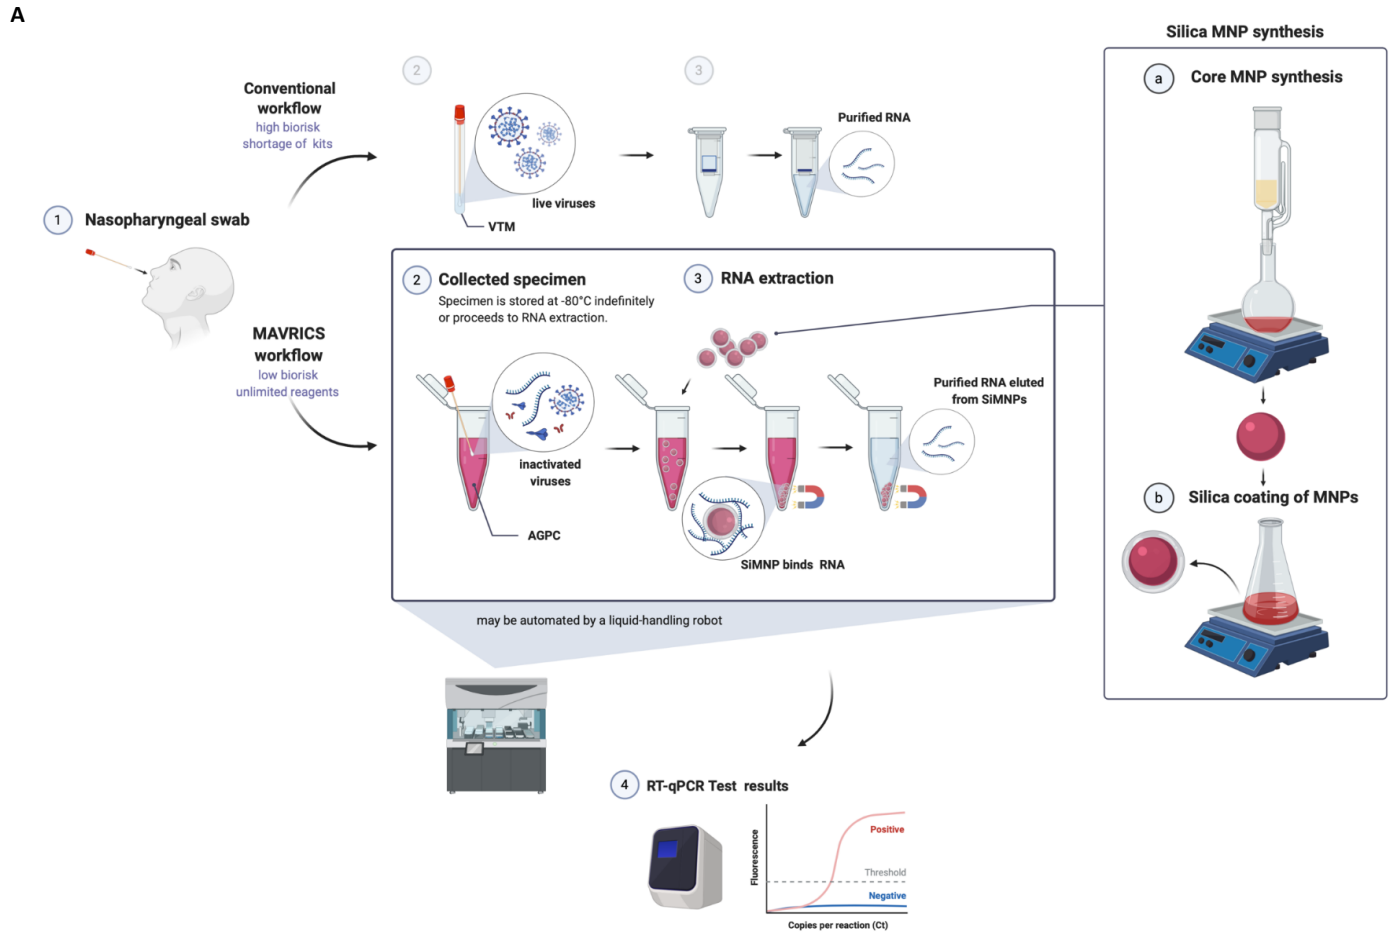 A
1
Nasopharyngeal swab
Conventional
workflow
high biorisk
shortage of kits
2
live viruses
VTM
3
Purified RNA
MAVRICS
workflow
low biorisk
unlimited reagents
2
Collected specimen
Specimen is stored at -80°C indefinitely
or proceeds to RNA extraction.
inactivated
viruses
AGPC
3
RNA extraction
SiMNP binds RNA
Purified RNA eluted
from SiMNPs
may be automated by a liquid-handling robot
Silica MNP synthesis
a
Core MNP synthesis
b
Silica coating of MNPs
4
RT-qPCR Test results
Fluorescence
Positive
Threshold
Negative
Copies per reaction (Ct)